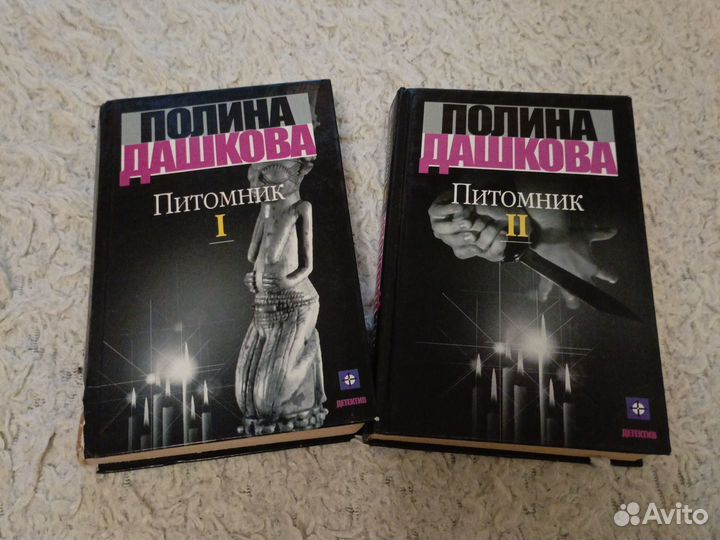 ПОЛИНА
ДАШКОВА
Питомник
I
ДЕТЕКТИВ
ПОЛИНА
ДАШКОВА
Питомник
II
ДЕТЕКТИВ
Avito